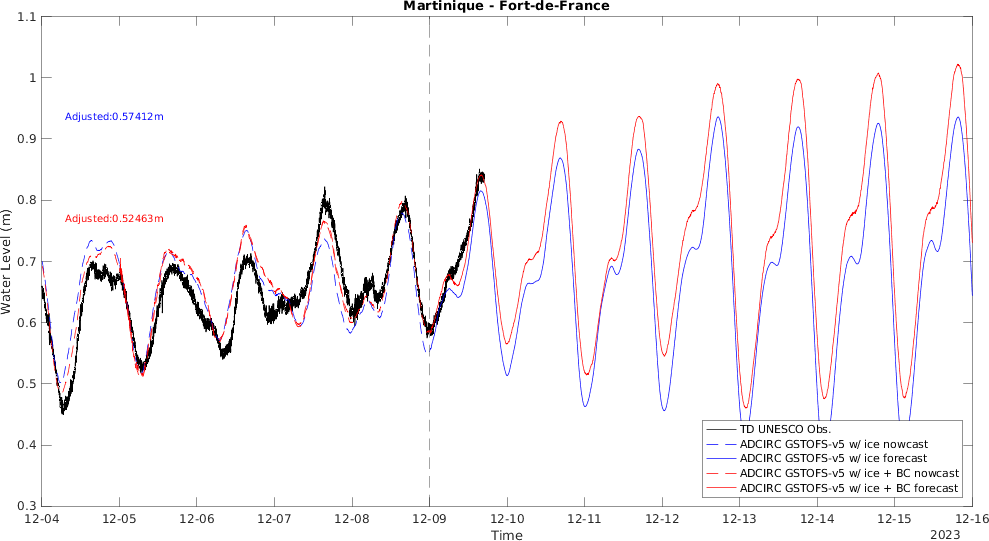 Martinique - Fort-de-France
1.1
1
0.9
0.8
0.7
0.6
0.5
0.4
0.3
Water Level (m)
Adjusted:0.57412m
Adjusted:0.52463m
TD UNESCO Obs.
ADCIRC GSTOFS-v5 w/ ice nowcast
ADCIRC GSTOFS-v5 w/ ice forecast
ADCIRC GSTOFS-v5 w/ ice + BC nowcast
ADCIRC GSTOFS-v5 w/ ice + BC forecast
12-04 12-05 12-06 12-07 12-08 12-09 12-10 12-11 12-12 12-13 12-14 12-15 12-16
Time
2023